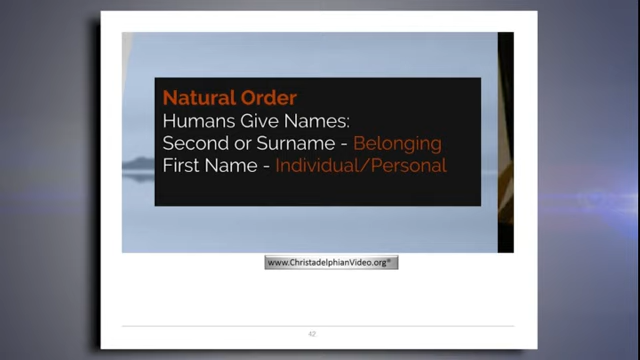 Natural Order
Humans Give Names:
Second or Surname - Belonging
First Name - Individual/Personal
www.ChristadelphianVideo.org®
42